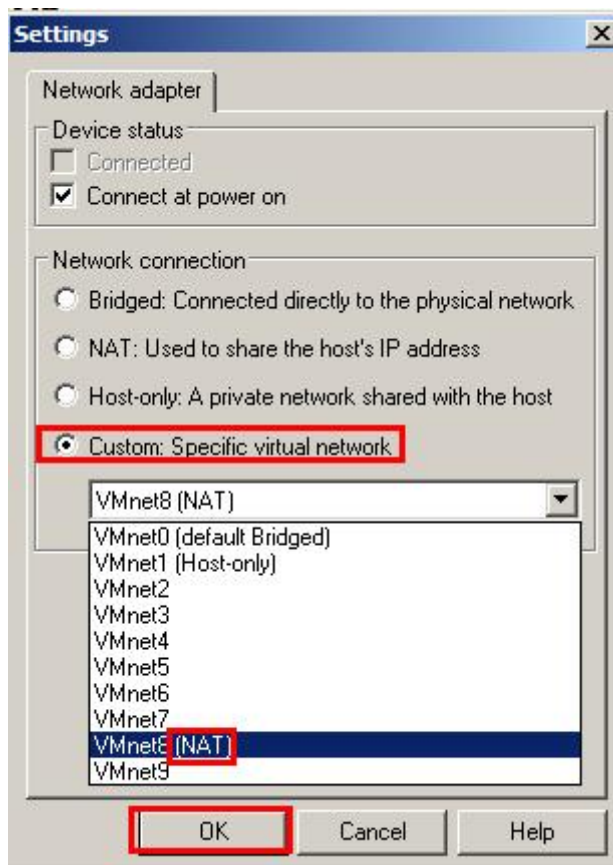 Settings
Network adapter
Device status
Connected
Connect at power on
Network connection
Bridged: Connected directly to the physical network
NAT: Used to share the host's IP address
Host-only: A private network shared with the host
Custom: Specific virtual network
VMnet8 (NAT)
VMnet0 (default Bridged)
VMnet1 (Host-only)
VMnet2
VMnet3
VMnet4
VMnet5
VMnet6
VMnet7
VMnet8 (NAT)
VMnet9
OK Cancel Help